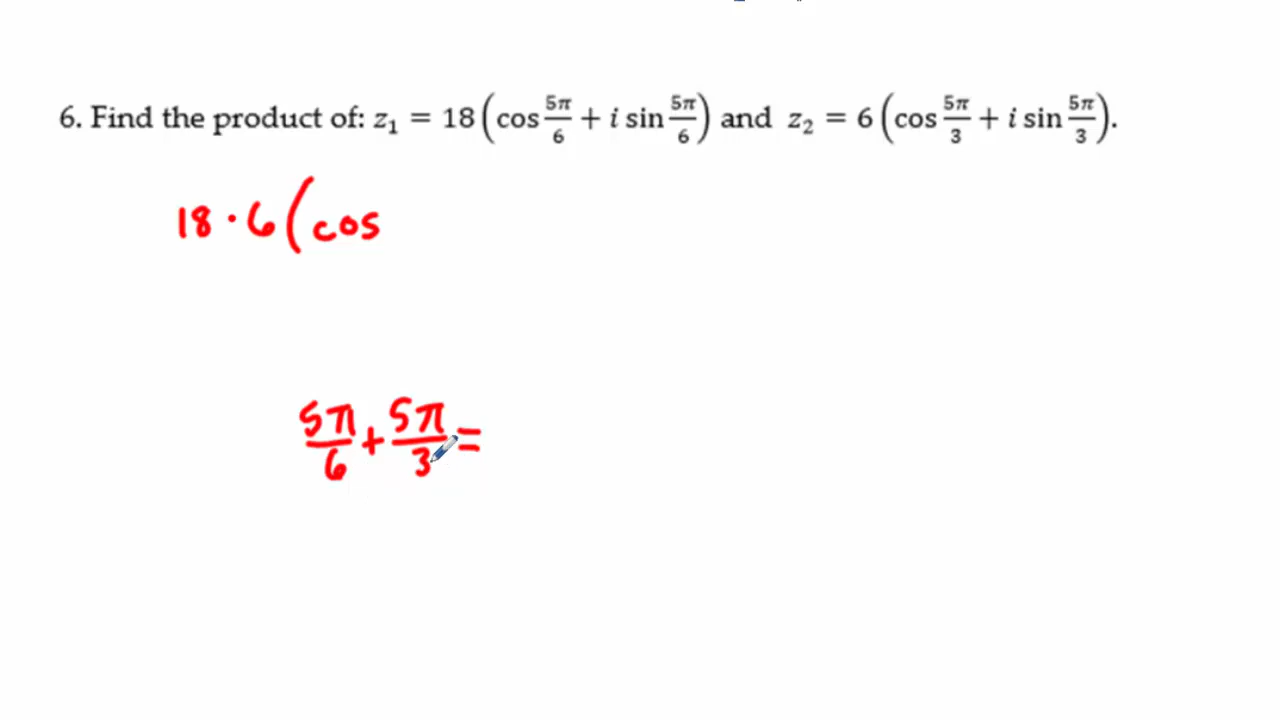 6. Find the product of: z₁ = 18(cos 5π/6 + i sin 5π/6) and z₂ = 6(cos 5π/3 + i sin 5π/3).
18 · 6 (cos
5π/6 + 5π/3 =